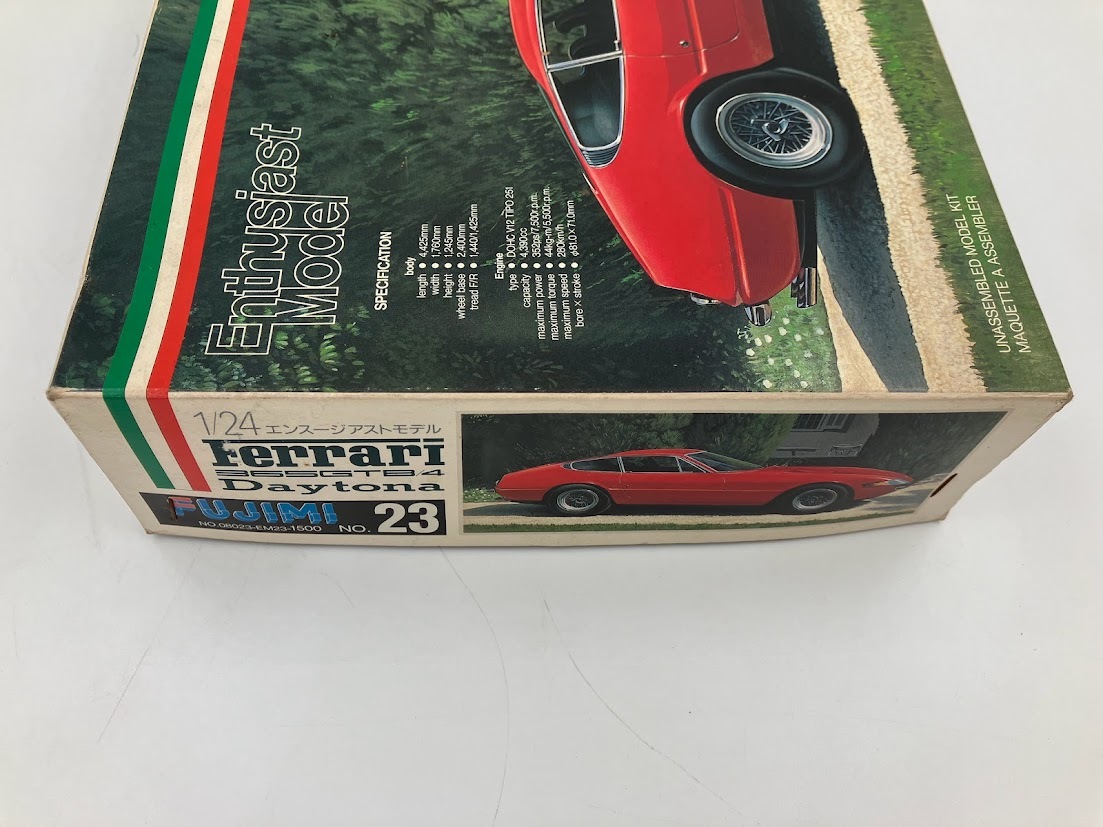 Enthusiast
Model
SPECIFICATION
body
length ● 4,425mm
width ● 1,760mm
height ● 1,245mm
wheel base ● 2,400mm
tread F/R ● 1,440/1,425mm
Engine
type ● DOHC V12 TIPO 251
capacity ● 4,390cc
maximum power ● 352ps/7,500r.p.m.
maximum torque ● 44kg-m/5,500r.p.m.
maximum speed ● 280km/h
bore × stroke ● φ81.0×71.0mm
UNASSEMBLED MODEL KIT
MAQUETTE A ASSEMBLER
1/24 エンスージアストモデル
Ferrari
365GTB/4
Daytona
FUJIMI
NO.08023-EM23-1500 NO. 23